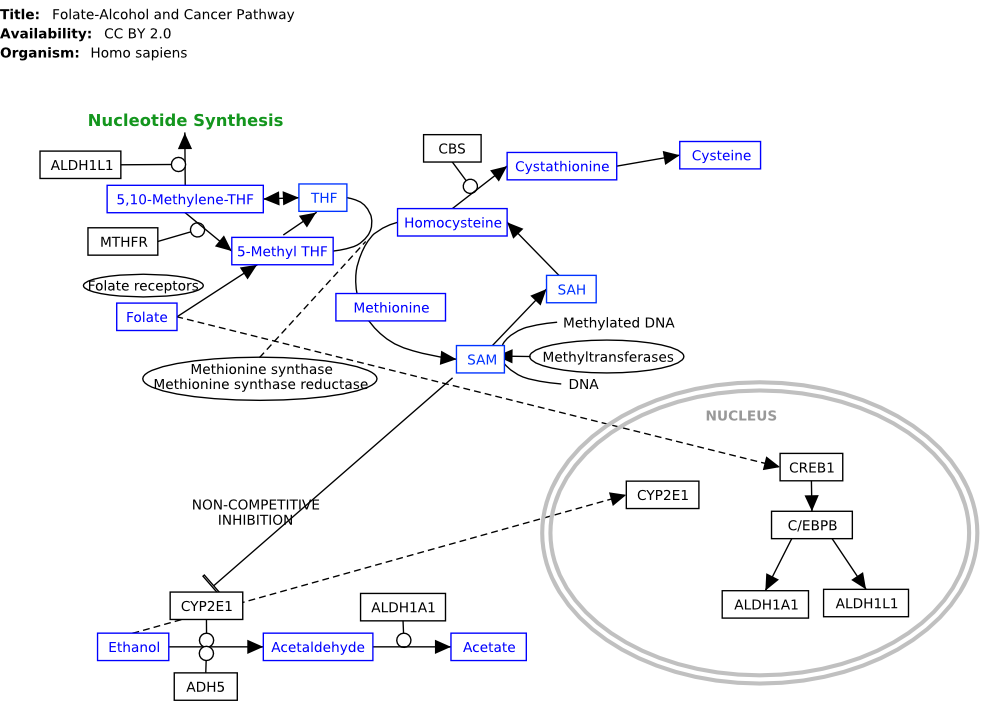 Title: Folate-Alcohol and Cancer Pathway
Availability: CC BY 2.0
Organism: Homo sapiens
Nucleotide Synthesis
ALDH1L1
5,10-Methylene-THF
THF
MTHFR
5-Methyl THF
Folate receptors
Folate
CBS
Cystathionine
Cysteine
Homocysteine
SAH
Methionine
Methylated DNA
SAM
Methyltransferases
DNA
Methionine synthase
Methionine synthase reductase
NUCLEUS
CREB1
CYP2E1
C/EBPB
ALDH1A1
ALDH1L1
NON-COMPETITIVE
INHIBITION
CYP2E1
ALDH1A1
Ethanol
Acetaldehyde
Acetate
ADH5